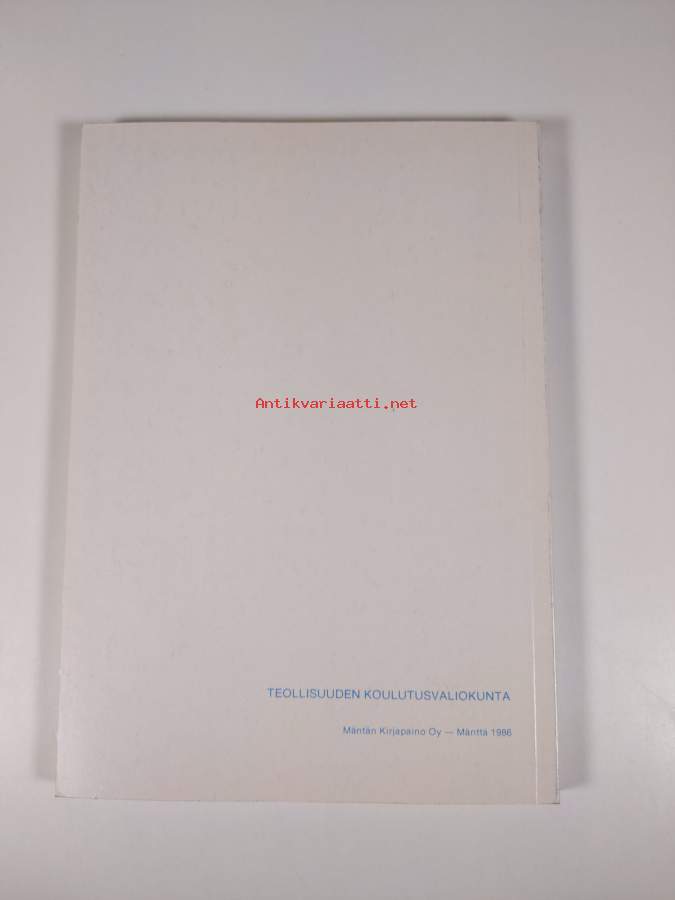 Antikvariaatti.net
TEOLLISUUDEN KOULUTUSVALIOKUNTA
Mäntän Kirjapaino Oy — Mänttä 1986